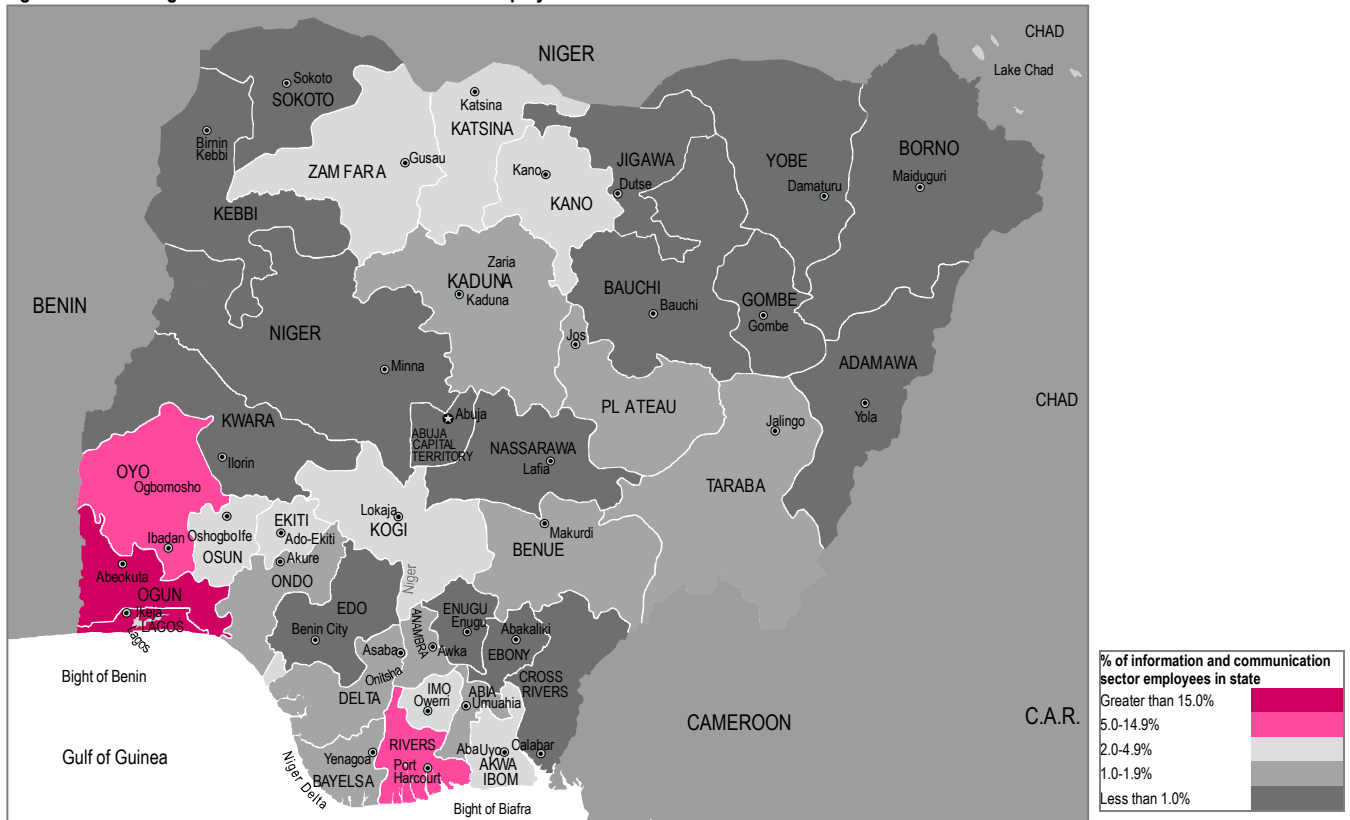 NIGER
CHAD
Lake Chad
Sokoto
SOKOTO
Katsina
KATSINA
Birnin
Kebbi
ZAMFARA
Gusau
Kano
KANO
JIGAWA
Dutse
YOBE
Damaturu
BORNO
Maiduguri
KEBBI
Zaria
KADUNA
Kaduna
BAUCHI
Bauchi
GOMBE
Gombe
BENIN
NIGER
Minna
Jos
ADAMAWA
Yola
CHAD
PLATEAU
Jalingo
TARABA
KWARA
Ilorin
Abuja
ABUJA
CAPITAL
TERRITORY
NASSARAWA
Lafia
OYO
Ogbomosho
Ibadan
Oshogbo
Ife
OSUN
EKITI
Ado-Ekiti
Akure
ONDO
Lokaja
KOGI
Makurdi
BENUE
Abeokuta
OGUN
Ikeja
LAGOS
Lagos
Niger
EDO
Benin City
ENUGU
Enugu
Abakaliki
EBONY
ANAMBRA
Awka
Asaba
Onitsha
DELTA
IMO
Owerri
ABIA
Umuahia
CROSS
RIVERS
Bight of Benin
Gulf of Guinea
Niger Delta
Yenagoa
BAYELSA
RIVERS
Port
Harcourt
Aba
Uyo
Calabar
AKWA
IBOM
Bight of Biafra
CAMEROON
C.A.R.
% of information and communication
sector employees in state
Greater than 15.0%
5.0-14.9%
2.0-4.9%
1.0-1.9%
Less than 1.0%